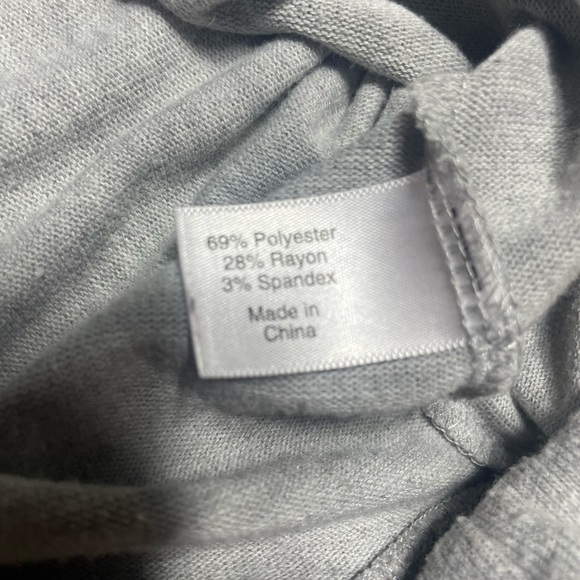 69% Polyester
28% Rayon
3% Spandex
Made in
China